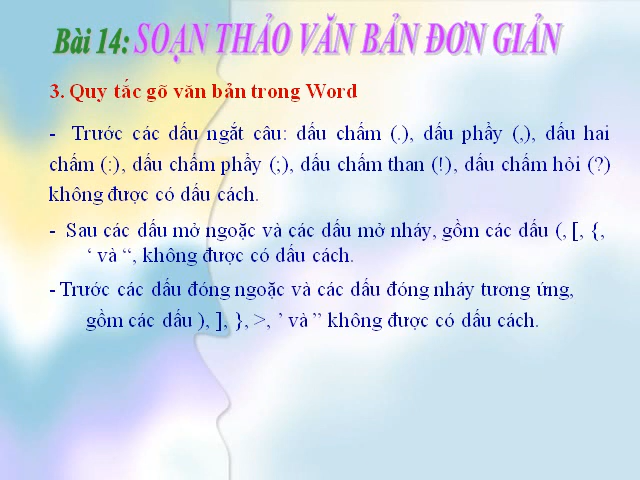 Bài 14: SOẠN THẢO VĂN BẢN ĐƠN GIẢN
3. Quy tắc gõ văn bản trong Word
- Trước các dấu ngắt câu: dấu chấm (.), dấu phẩy (,), dấu hai
chấm (:), dấu chấm phẩy (;), dấu chấm than (!), dấu chấm hỏi (?)
không được có dấu cách.
- Sau các dấu mở ngoặc và các dấu mở nháy, gồm các dấu (, [, {,
‘ và “, không được có dấu cách.
- Trước các dấu đóng ngoặc và các dấu đóng nháy tương ứng,
gồm các dấu ), ], }, >, ’ và ” không được có dấu cách.